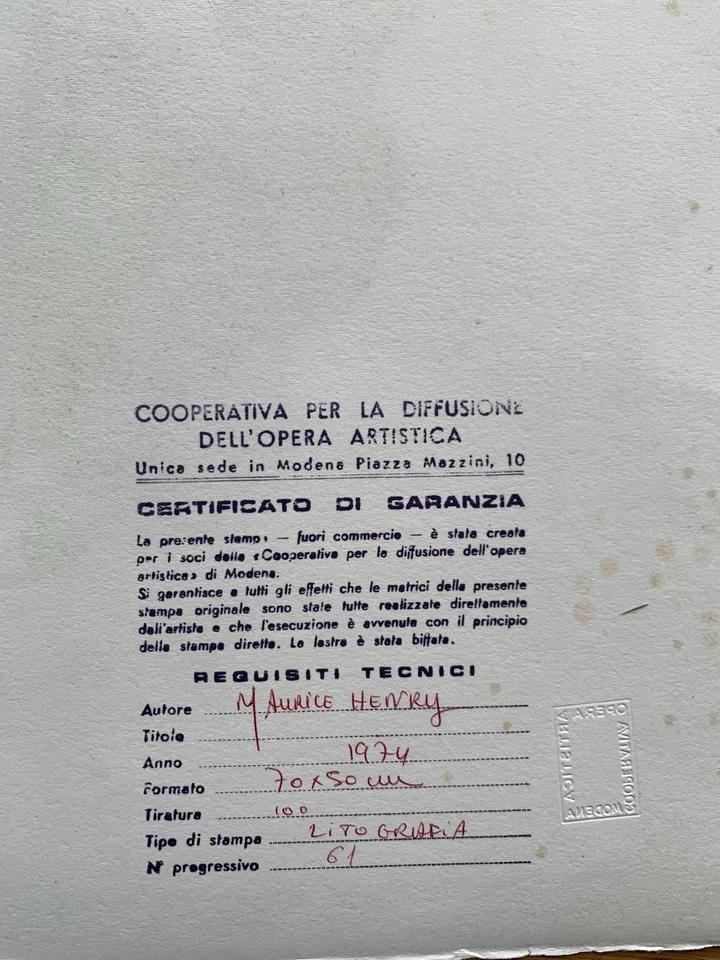 COOPERATIVA PER LA DIFFUSIONE
DELL'OPERA ARTISTICA
Unica sede in Modena Piazza Mazzini, 10
CERTIFICATO DI GARANZIA
La presente stampa — fuori commercio — è stata creata
per i soci della «Cooperativa per la diffusione dell'opera
artistica» di Modena.
Si garantisce a tutti gli effetti che le matrici della presente
stampa originale sono state tutte realizzate direttamente
dall'artista e che l'esecuzione è avvenuta con il principio
della stampa diretta. La lastra è stata biffata.
REQUISITI TECNICI
Autore MAURICE HENRY
Titolo
Anno 1974
Formato 70x50 cm
Tiratura 100
Tipo di stampa LITOGRAFIA
N° progressivo 61
OPERA
ARTISTICA
COOPERATIVA
MODENA